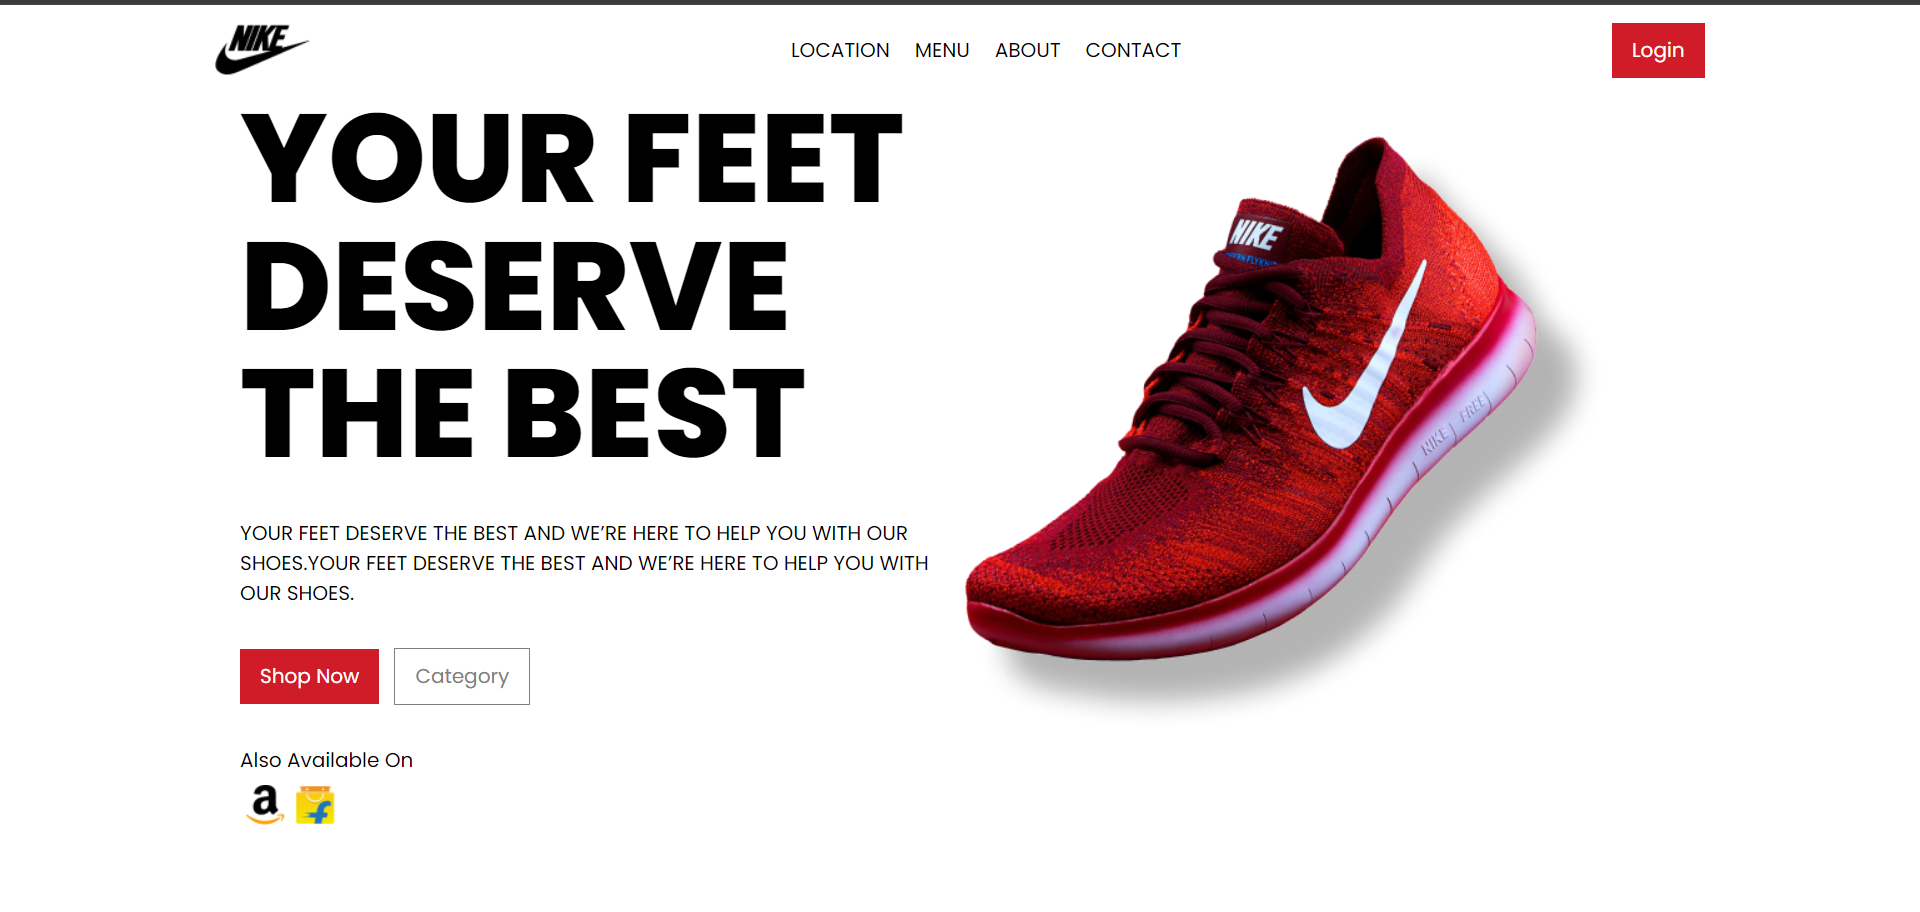 NIKE
LOCATION MENU ABOUT CONTACT
Login
YOUR FEET
DESERVE
THE BEST
NIKE
YOUR FEET DESERVE THE BEST AND WE’RE HERE TO HELP YOU WITH OUR
SHOES.YOUR FEET DESERVE THE BEST AND WE’RE HERE TO HELP YOU WITH
OUR SHOES.
NIKE FREE
Shop Now
Category
Also Available On
a
f